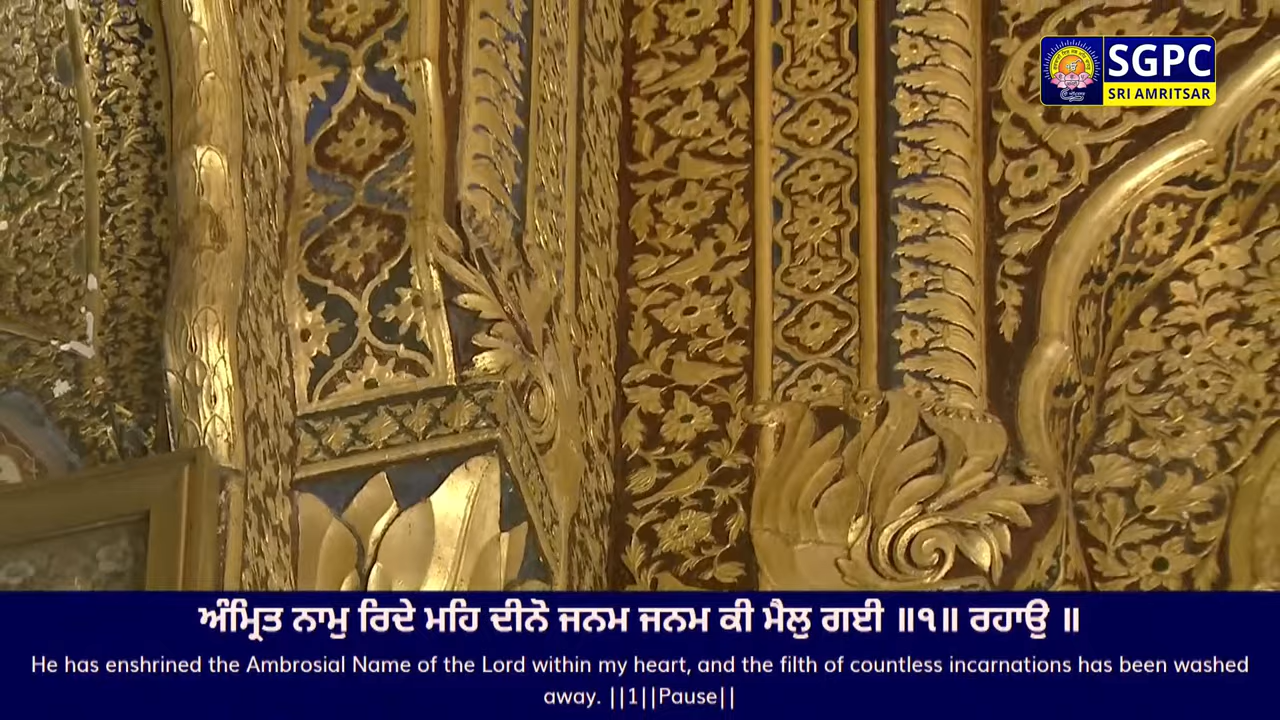 SGPC
SRI AMRITSAR
ਅੰਮ੍ਰਿਤ ਨਾਮੁ ਰਿਦੇ ਮਹਿ ਦੀਨੋ ਜਨਮ ਜਨਮ ਕੀ ਮੈਲੁ ਗਈ ॥੧॥ ਰਹਾਉ ॥
He has enshrined the Ambrosial Name of the Lord within my heart, and the filth of countless incarnations has been washed
away. ||1||Pause||